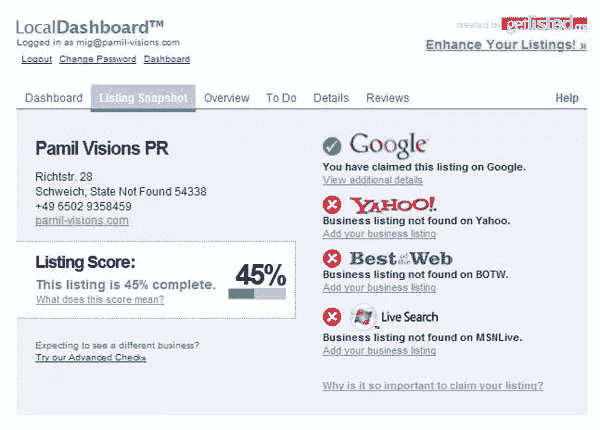 LocalDashboard™
Logged in as mig@pamil-visions.com
Logout Change Password Dashboard
created by getlisted.org
Enhance Your Listings! »
Dashboard Listing Snapshot Overview To Do Details Reviews Help
Pamil Visions PR
Richtstr. 28
Schweich, State Not Found 54338
+49 6502 9358459
pamil-visions.com
Listing Score:
This listing is 45% complete.
What does this score mean?
45%
Expecting to see a different business?
Try our Advanced Check»
Google™
You have claimed this listing on Google.
View additional details
YAHOO!
Business listing not found on Yahoo.
Add your business listing
Best of the Web
Business listing not found on BOTW.
Add your business listing
Live Search
Business listing not found on MSNLive.
Add your business listing
Why is it so important to claim your listing?